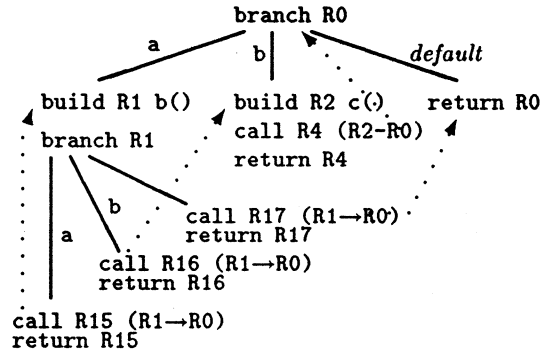 branch R0
a
b
default
build R1 b()
build R2 c()
return R0
branch R1
call R4 (R2-R0)
return R4
b
a
call R17 (R1→R0)
return R17
call R16 (R1→R0)
return R16
call R15 (R1→R0)
return R15